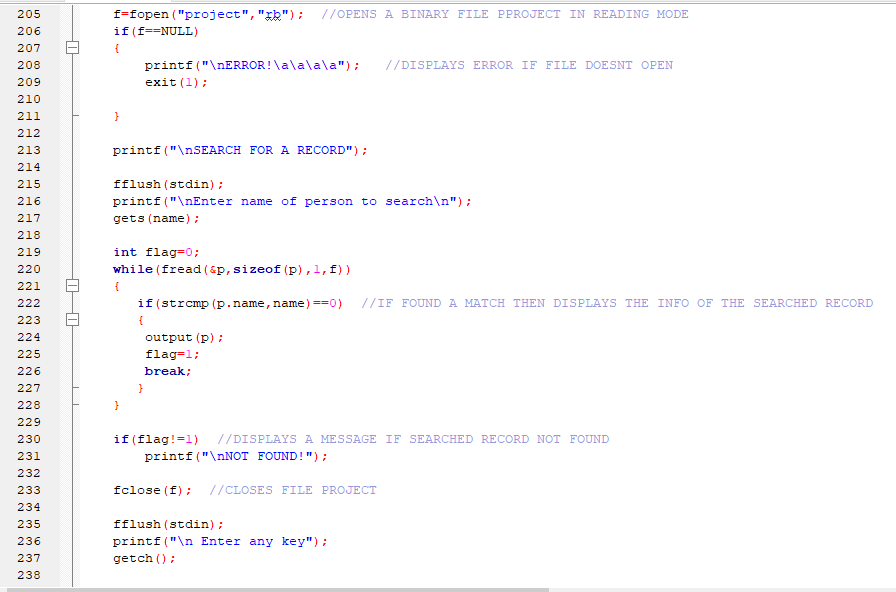 205 f=fopen("project","rb"); //OPENS A BINARY FILE PPROJECT IN READING MODE
206 if(f==NULL)
207 {
208 printf("\nERROR!\a\a\a\a"); //DISPLAYS ERROR IF FILE DOESNT OPEN
209 exit(1);
210
211 }
212
213 printf("\nSEARCH FOR A RECORD");
214
215 fflush(stdin);
216 printf("\nEnter name of person to search\n");
217 gets(name);
218
219 int flag=0;
220 while(fread(&p,sizeof(p),1,f))
221 {
222 if(strcmp(p.name,name)==0) //IF FOUND A MATCH THEN DISPLAYS THE INFO OF THE SEARCHED RECORD
223 {
224 output(p);
225 flag=1;
226 break;
227 }
228 }
229
230 if(flag!=1) //DISPLAYS A MESSAGE IF SEARCHED RECORD NOT FOUND
231 printf("\nNOT FOUND!");
232
233 fclose(f); //CLOSES FILE PROJECT
234
235 fflush(stdin);
236 printf("\n Enter any key");
237 getch();
238